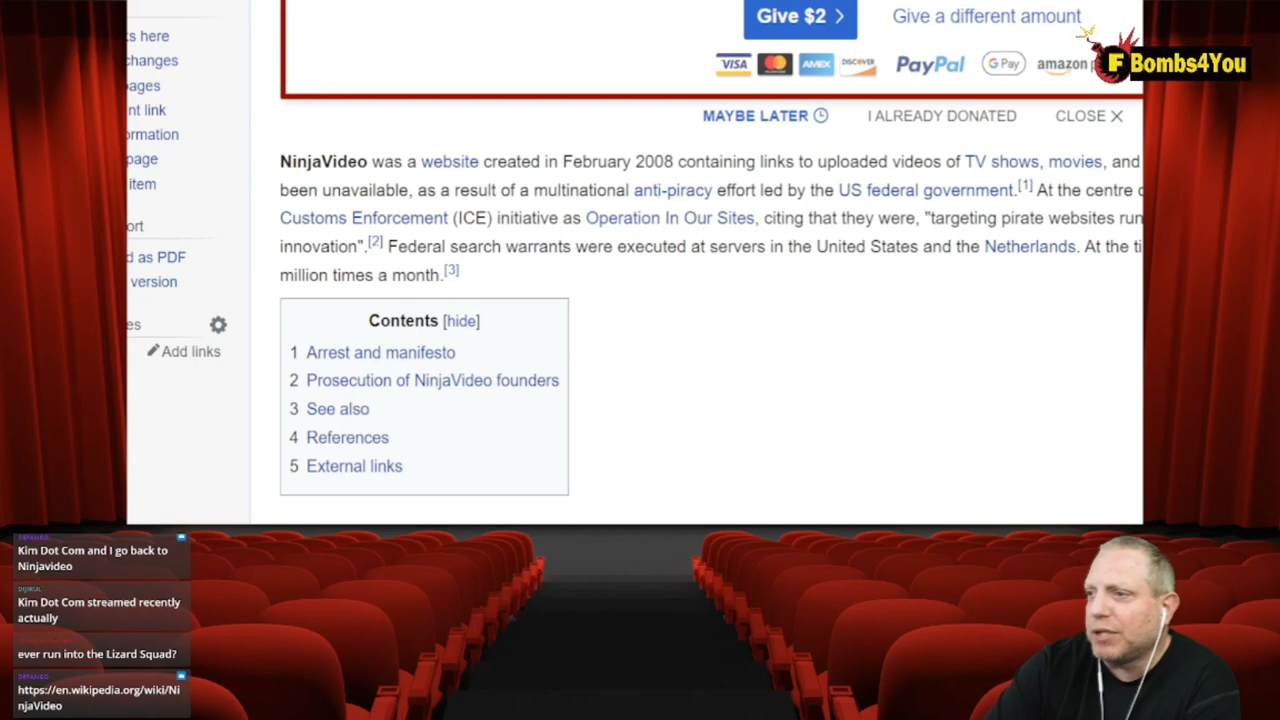 Give $2 >
Give a different amount
VISA
AMEX
DISCOVER
PayPal
G Pay
amazon
F Bombs4You
MAYBE LATER
I ALREADY DONATED
CLOSE X
s here
changes
pages
nt link
ormation
page
item
ort
d as PDF
version
es
Add links
NinjaVideo was a website created in February 2008 containing links to uploaded videos of TV shows, movies, and
been unavailable, as a result of a multinational anti-piracy effort led by the US federal government.[1] At the centre
Customs Enforcement (ICE) initiative as Operation In Our Sites, citing that they were, "targeting pirate websites run
innovation".[2] Federal search warrants were executed at servers in the United States and the Netherlands. At the ti
million times a month.[3]
Contents [hide]
1 Arrest and manifesto
2 Prosecution of NinjaVideo founders
3 See also
4 References
5 External links
DEFANGO
Kim Dot Com and I go back to
Ninjavideo
DIJIKUL
Kim Dot Com streamed recently
actually
ever run into the Lizard Squad?
DEFANGO
https://en.wikipedia.org/wiki/Ni
njaVideo